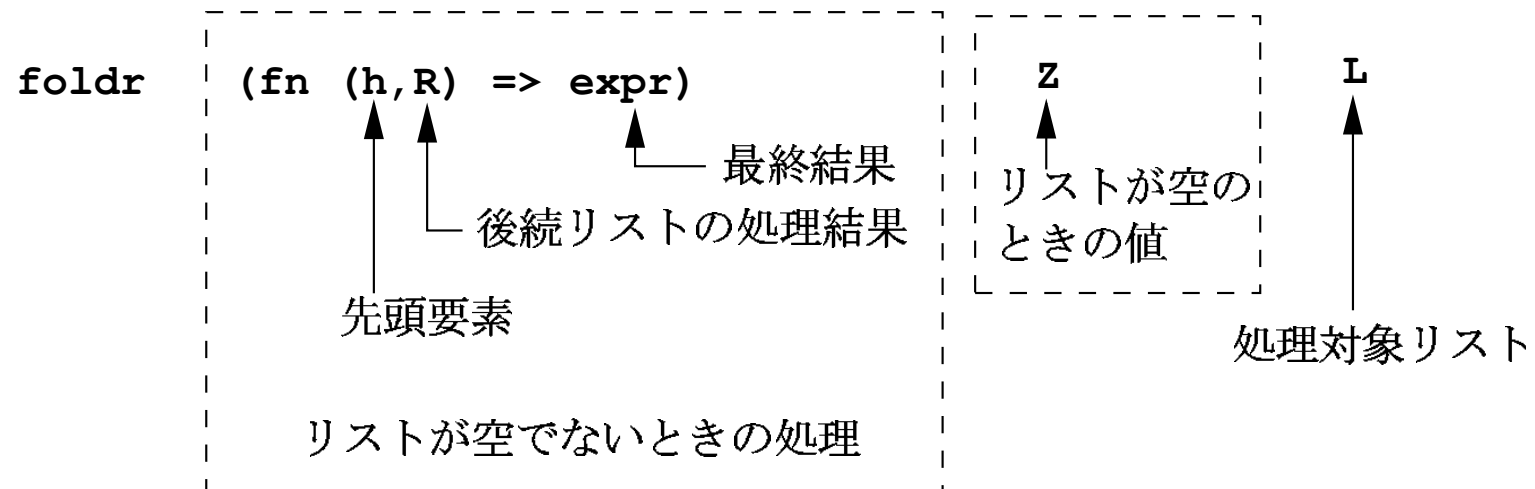 foldr (fn (h,R) => expr) Z L
最終結果
後続リストの処理結果
先頭要素
リストが空でないときの処理
リストが空の
ときの値
処理対象リスト